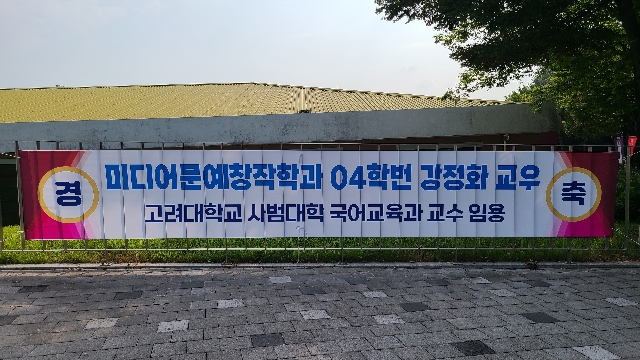 경 축
미디어문예창작학과 04학번 강정화 교우
고려대학교 사범대학 국어교육과 교수 임용